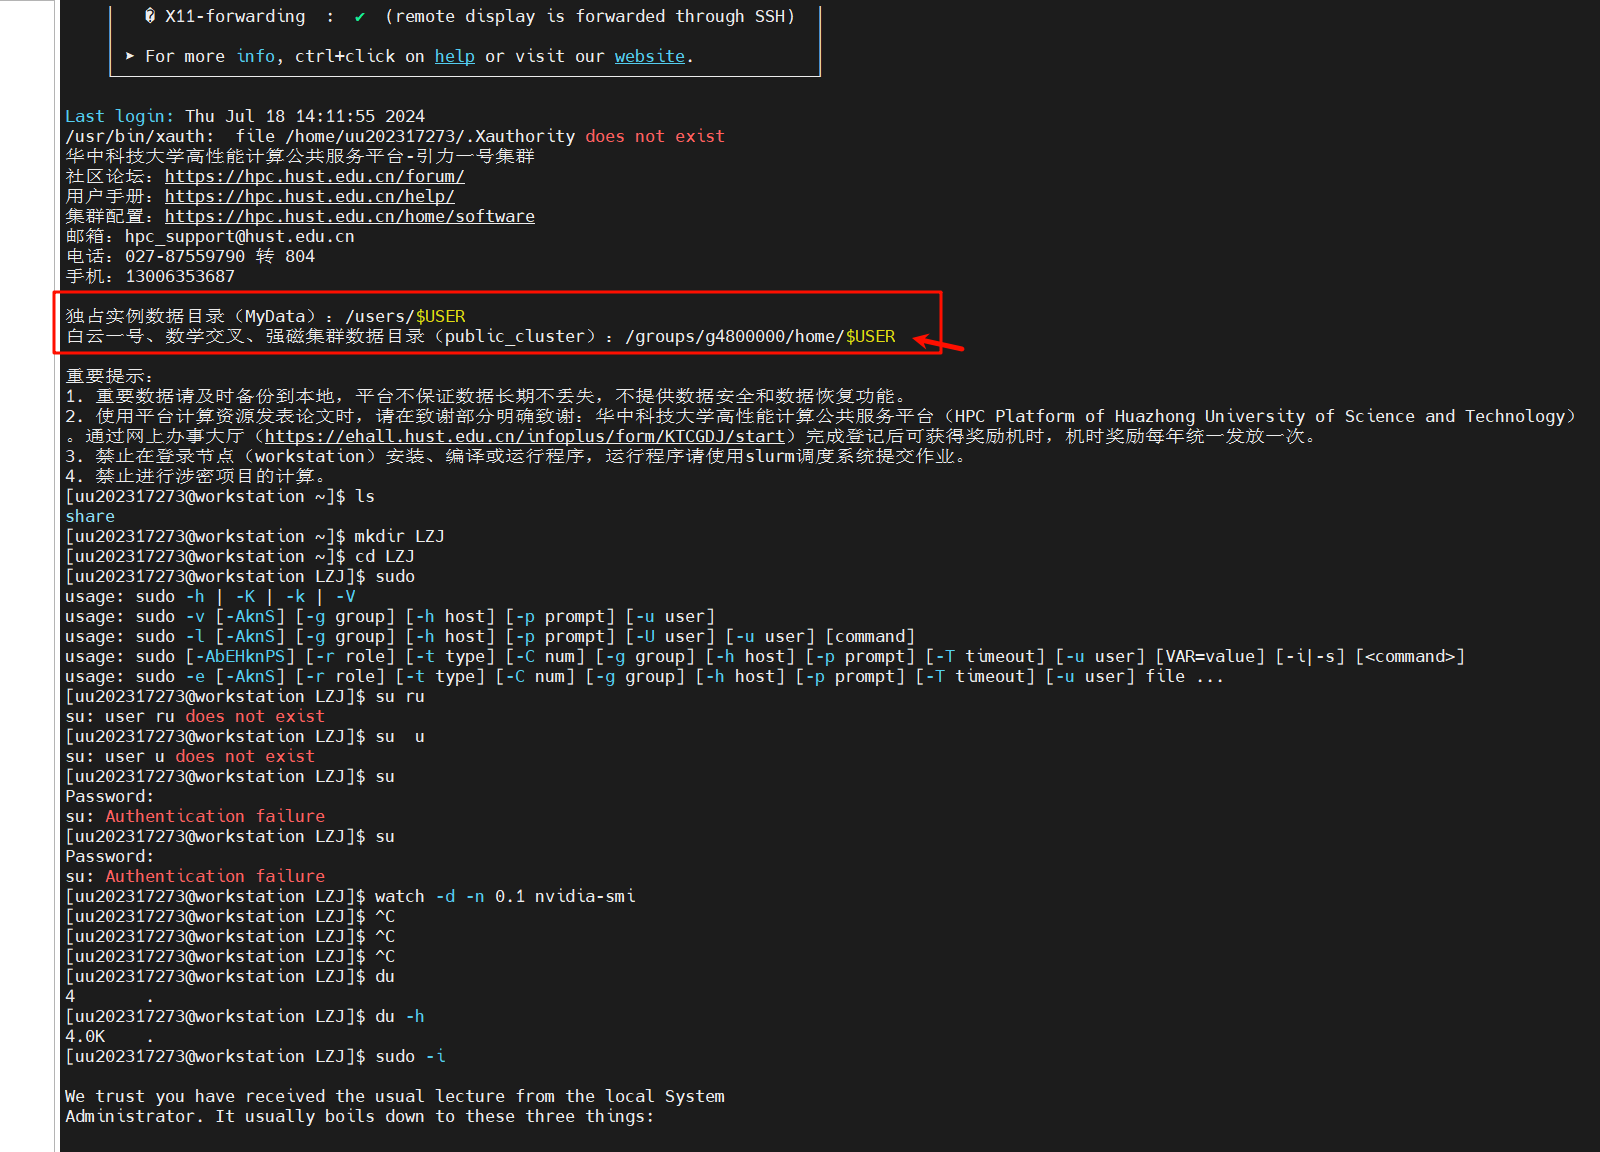 � X11-forwarding  :  ✔  (remote display is forwarded through SSH)
➤ For more info, ctrl+click on help or visit our website.
Last login: Thu Jul 18 14:11:55 2024
/usr/bin/xauth:  file /home/uu202317273/.Xauthority does not exist
华中科技大学高性能计算公共服务平台-引力一号集群
社区论坛：https://hpc.hust.edu.cn/forum/
用户手册：https://hpc.hust.edu.cn/help/
集群配置：https://hpc.hust.edu.cn/home/software
邮箱：hpc_support@hust.edu.cn
电话：027-87559790 转 804
手机：13006353687
独占实例数据目录（MyData）：/users/$USER
白云一号、数学交叉、强磁集群数据目录（public_cluster）：/groups/g4800000/home/$USER
重要提示：
1. 重要数据请及时备份到本地，平台不保证数据长期不丢失，不提供数据安全和数据恢复功能。
2. 使用平台计算资源发表论文时，请在致谢部分明确致谢：华中科技大学高性能计算公共服务平台（HPC Platform of Huazhong University of Science and Technology）
。通过网上办事大厅（https://ehall.hust.edu.cn/infoplus/form/KTCGDJ/start）完成登记后可获得奖励机时，机时奖励每年统一发放一次。
3. 禁止在登录节点（workstation）安装、编译或运行程序，运行程序请使用slurm调度系统提交作业。
4. 禁止进行涉密项目的计算。
[uu202317273@workstation ~]$ ls
share
[uu202317273@workstation ~]$ mkdir LZJ
[uu202317273@workstation ~]$ cd LZJ
[uu202317273@workstation LZJ]$ sudo
usage: sudo -h | -K | -k | -V
usage: sudo -v [-AknS] [-g group] [-h host] [-p prompt] [-u user]
usage: sudo -l [-AknS] [-g group] [-h host] [-p prompt] [-U user] [-u user] [command]
usage: sudo [-AbEHknPS] [-r role] [-t type] [-C num] [-g group] [-h host] [-p prompt] [-T timeout] [-u user] [VAR=value] [-i|-s] [<command>]
usage: sudo -e [-AknS] [-r role] [-t type] [-C num] [-g group] [-h host] [-p prompt] [-T timeout] [-u user] file ...
[uu202317273@workstation LZJ]$ su ru
su: user ru does not exist
[uu202317273@workstation LZJ]$ su  u
su: user u does not exist
[uu202317273@workstation LZJ]$ su
Password:
su: Authentication failure
[uu202317273@workstation LZJ]$ su
Password:
su: Authentication failure
[uu202317273@workstation LZJ]$ watch -d -n 0.1 nvidia-smi
[uu202317273@workstation LZJ]$ ^C
[uu202317273@workstation LZJ]$ ^C
[uu202317273@workstation LZJ]$ ^C
[uu202317273@workstation LZJ]$ du
4       .
[uu202317273@workstation LZJ]$ du -h
4.0K    .
[uu202317273@workstation LZJ]$ sudo -i
We trust you have received the usual lecture from the local System
Administrator. It usually boils down to these three things: